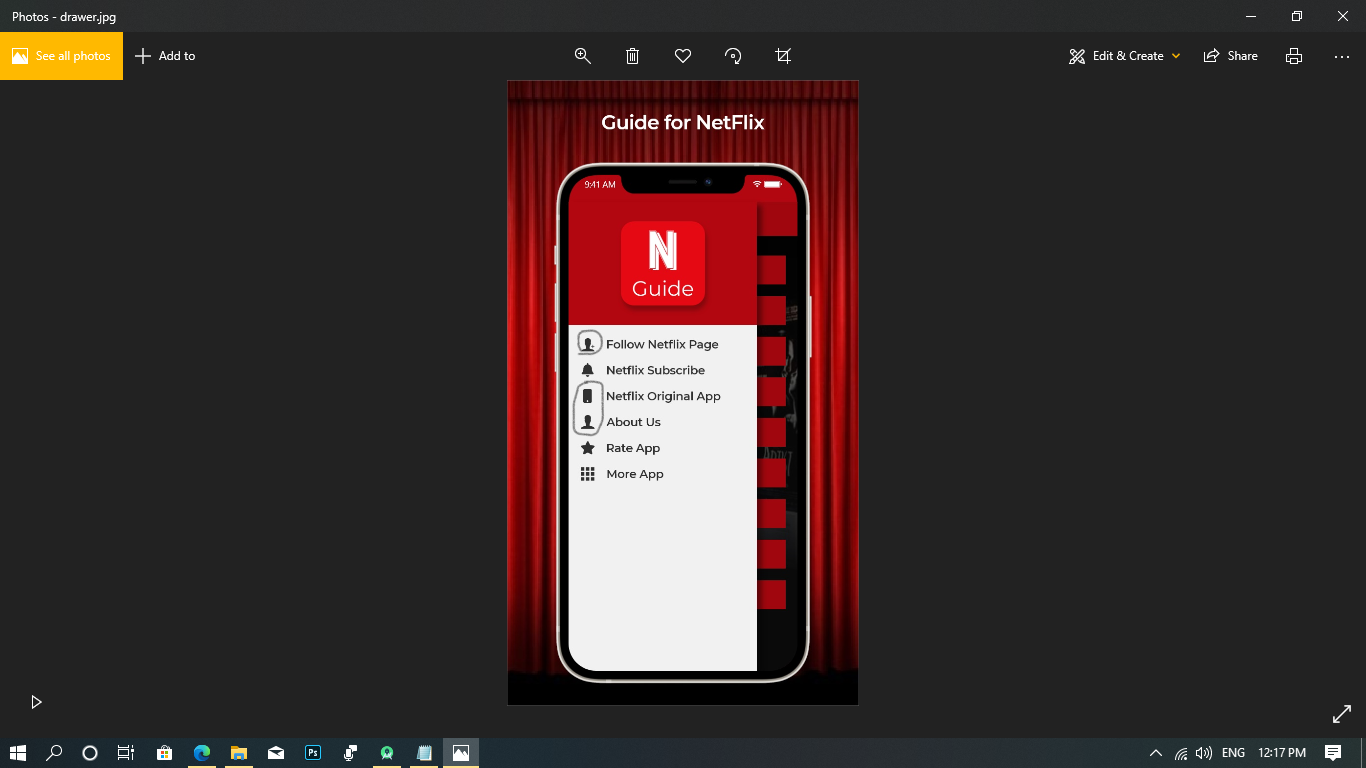 Photos - drawer.jpg
See all photos
Add to
Edit & Create
Share
Guide for NetFlix
9:41 AM
N
Guide
Follow Netflix Page
Netflix Subscribe
Netflix Original App
About Us
Rate App
More App
Ps
ENG
12:17 PM